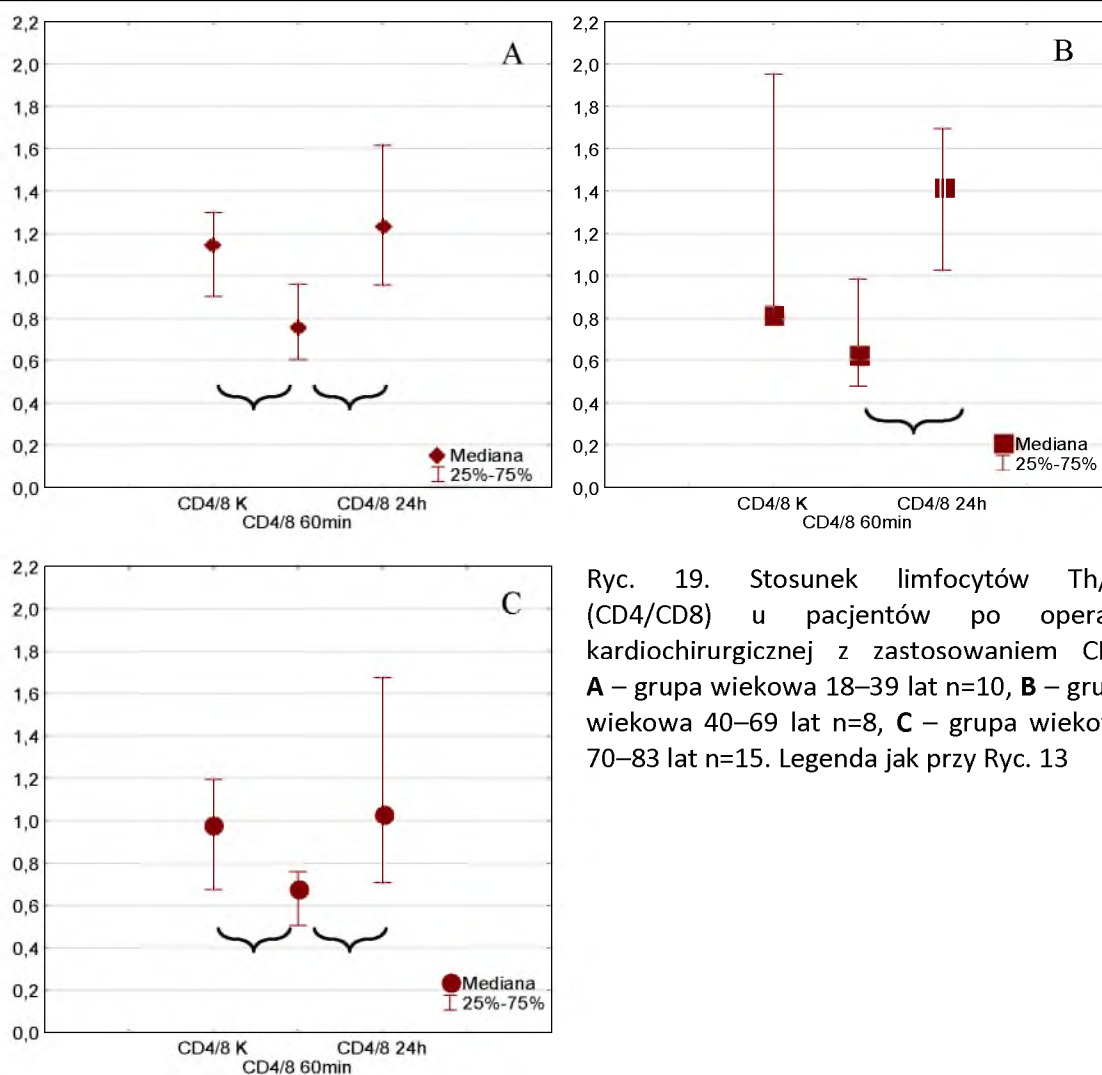 2,2
2,0
1,8
1,6
1,4
1,2
1,0
0,8
0,6
0,4
0,2
0,0
A
Mediana
25%-75%
CD4/8 K
CD4/8 60min
CD4/8 24h
2,2
2,0
1,8
1,6
1,4
1,2
1,0
0,8
0,6
0,4
0,2
0,0
B
Mediana
25%-75%
CD4/8 K
CD4/8 60min
CD4/8 24h
2,2
2,0
1,8
1,6
1,4
1,2
1,0
0,8
0,6
0,4
0,2
0,0
C
Mediana
25%-75%
CD4/8 K
CD4/8 60min
CD4/8 24h
Ryc. 19. Stosunek limfocytów Th/
(CD4/CD8) u pacjentów po opera
kardiochirurgicznej z zastosowaniem
A – grupa wiekowa 18–39 lat n=10, B – gru
wiekowa 40–69 lat n=8, C – grupa wieko
70–83 lat n=15. Legenda jak przy Ryc. 13